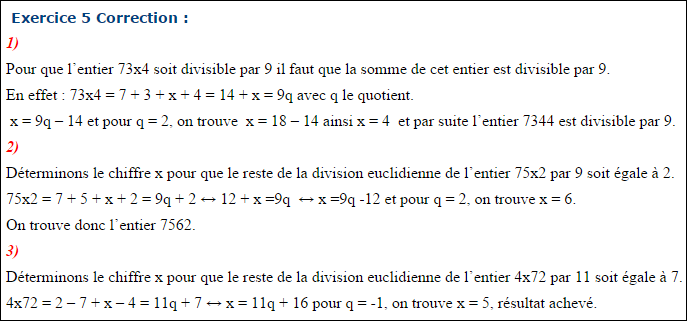 Exercice 5 Correction :
1)
Pour que l'entier 73x4 soit divisible par 9 il faut que la somme de cet entier est divisible par 9.
En effet : 73x4 = 7 + 3 + x + 4 = 14 + x = 9q avec q le quotient.
x = 9q – 14 et pour q = 2, on trouve x = 18 – 14 ainsi x = 4 et par suite l'entier 7344 est divisible par 9.
2)
Déterminons le chiffre x pour que le reste de la division euclidienne de l'entier 75x2 par 9 soit égale à 2.
75x2 = 7 + 5 + x + 2 = 9q + 2 ↔ 12 + x =9q ↔ x =9q -12 et pour q = 2, on trouve x = 6.
On trouve donc l'entier 7562.
3)
Déterminons le chiffre x pour que le reste de la division euclidienne de l'entier 4x72 par 11 soit égale à 7.
4x72 = 2 – 7 + x – 4 = 11q + 7 ↔ x = 11q + 16 pour q = -1, on trouve x = 5, résultat achevé.